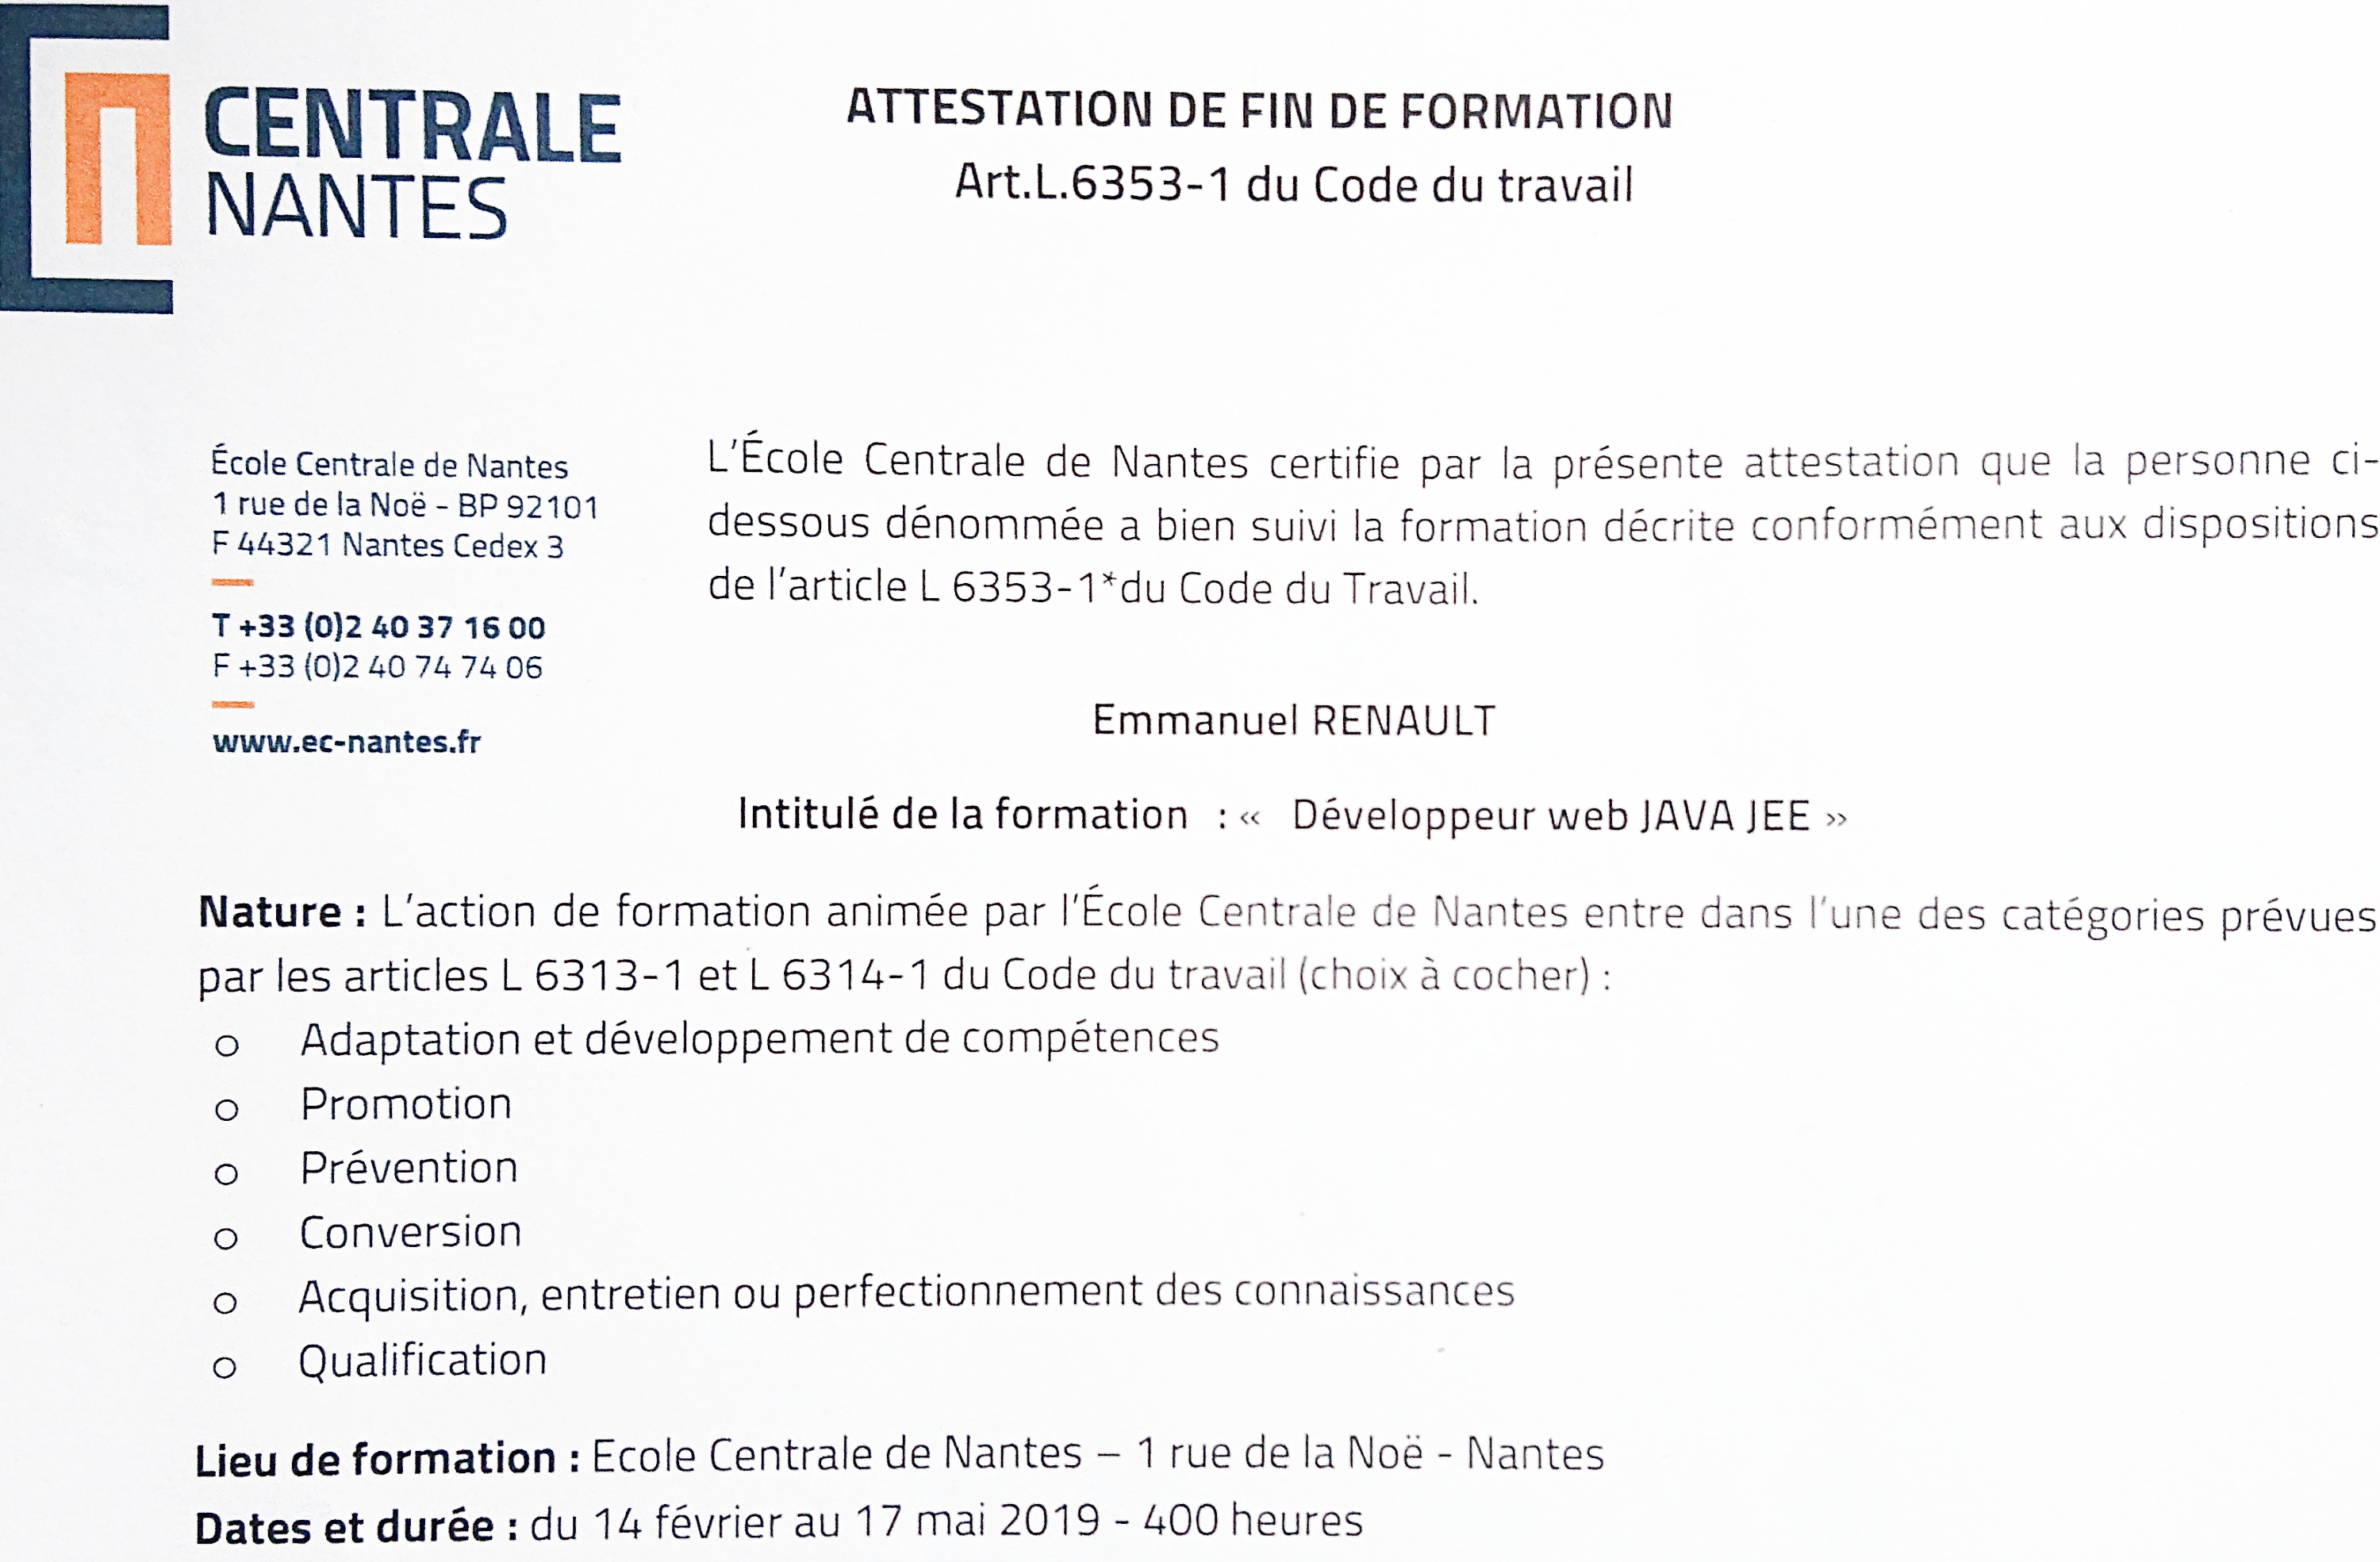 CENTRALE
NANTES
ATTESTATION DE FIN DE FORMATION
Art.L.6353-1 du Code du travail
École Centrale de Nantes
1 rue de la Noë - BP 92101
F 44321 Nantes Cedex 3
T +33 (0)2 40 37 16 00
F +33 (0)2 40 74 74 06
www.ec-nantes.fr
L'École Centrale de Nantes certifie par la présente attestation que la personne ci-
dessous dénommée a bien suivi la formation décrite conformément aux dispositions
de l'article L 6353-1*du Code du Travail.
Emmanuel RENAULT
Intitulé de la formation : « Développeur web JAVA JEE »
Nature : L'action de formation animée par l'École Centrale de Nantes entre dans l'une des catégories prévues
par les articles L 6313-1 et L 6314-1 du Code du travail (choix à cocher) :
o Adaptation et développement de compétences
o Promotion
o Prévention
o Conversion
o Acquisition, entretien ou perfectionnement des connaissances
o Qualification
Lieu de formation : Ecole Centrale de Nantes – 1 rue de la Noë - Nantes
Dates et durée : du 14 février au 17 mai 2019 - 400 heures